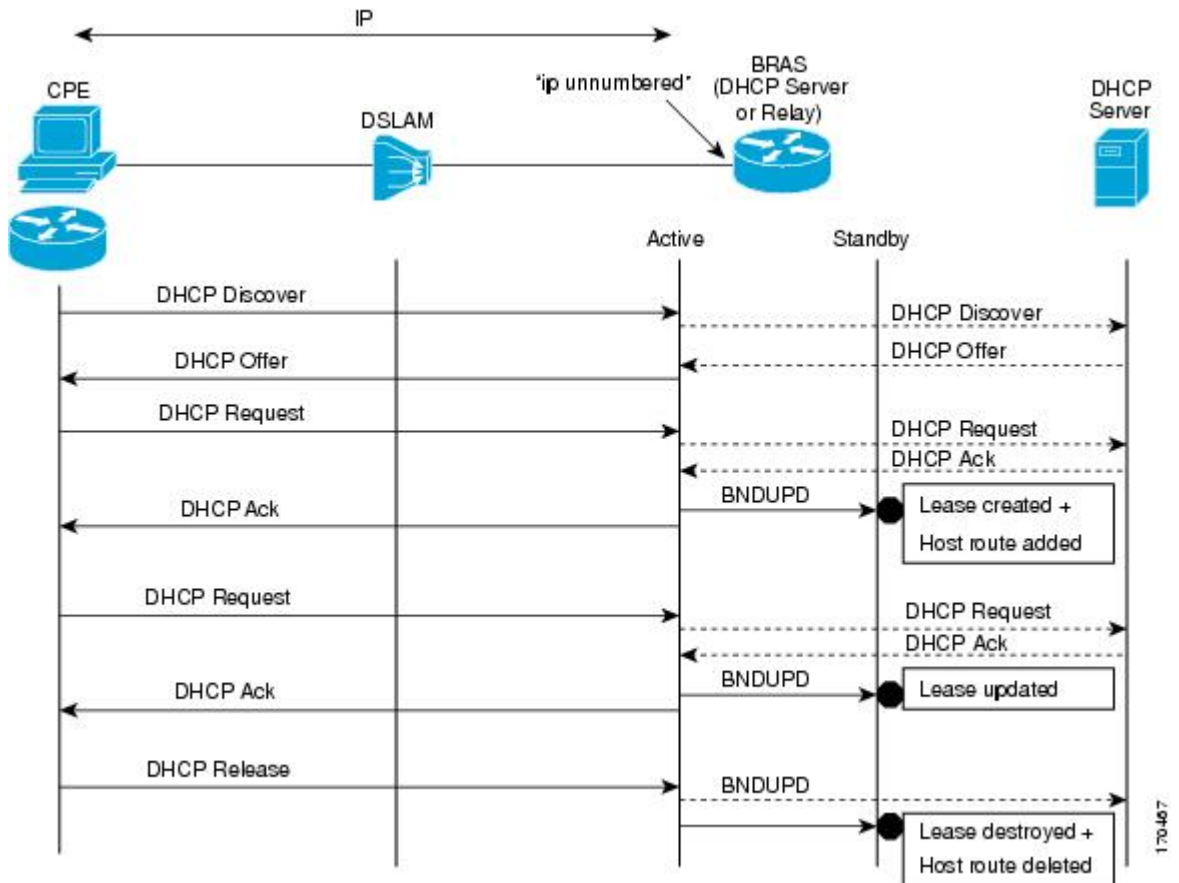 IP
CPE
DSLAM
"ip unnumbered"
BRAS
(DHCP Server
or Relay)
DHCP
Server
Active
Standby
DHCP Discover
DHCP Discover
DHCP Offer
DHCP Offer
DHCP Request
DHCP Request
DHCP Ack
DHCP Ack
BNDUPD
Lease created +
Host route added
DHCP Request
DHCP Request
DHCP Ack
DHCP Ack
BNDUPD
Lease updated
DHCP Release
BNDUPD
Lease destroyed +
Host route deleted
170467